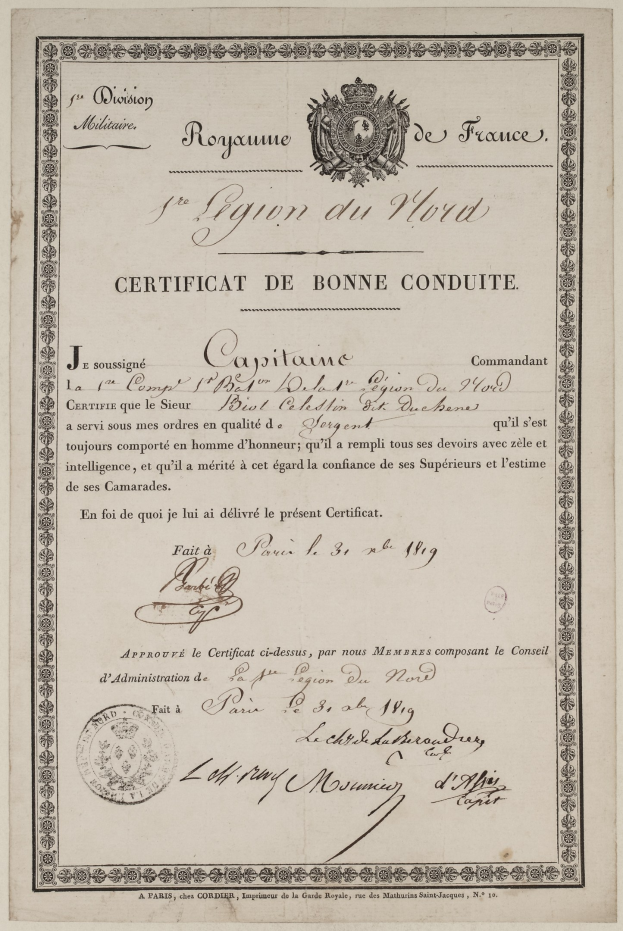 1re Division
Militaire.
Royaume de France.
1re Légion du Nord
CERTIFICAT DE BONNE CONDUITE.
JE soussigné Capitaine Commandant
la 1re Compie 1er Baton De la 1re Légion Du Nord
CERTIFIE que le Sieur Biot Celestin dit Duchene
a servi sous mes ordres en qualité de Sergent qu'il s'est
toujours comporté en homme d'honneur; qu'il a rempli tous ses devoirs avec zèle et
intelligence, et qu'il a mérité à cet égard la confiance de ses Supérieurs et l'estime
de ses Camarades.
En foi de quoi je lui ai délivré le présent Certificat.
Fait à Paris le 31 xbre 1819
APPROUVÉ le Certificat ci-dessus, par nous MEMBRES composant le Conseil
d'Administration de La 1re Légion Du Nord
Fait à Paris Le 31 xbre 1819
Mounier
A PARIS, chez CORDIER, Imprimeur de la Garde Royale, rue des Mathurins Saint-Jacques, N.° 10.